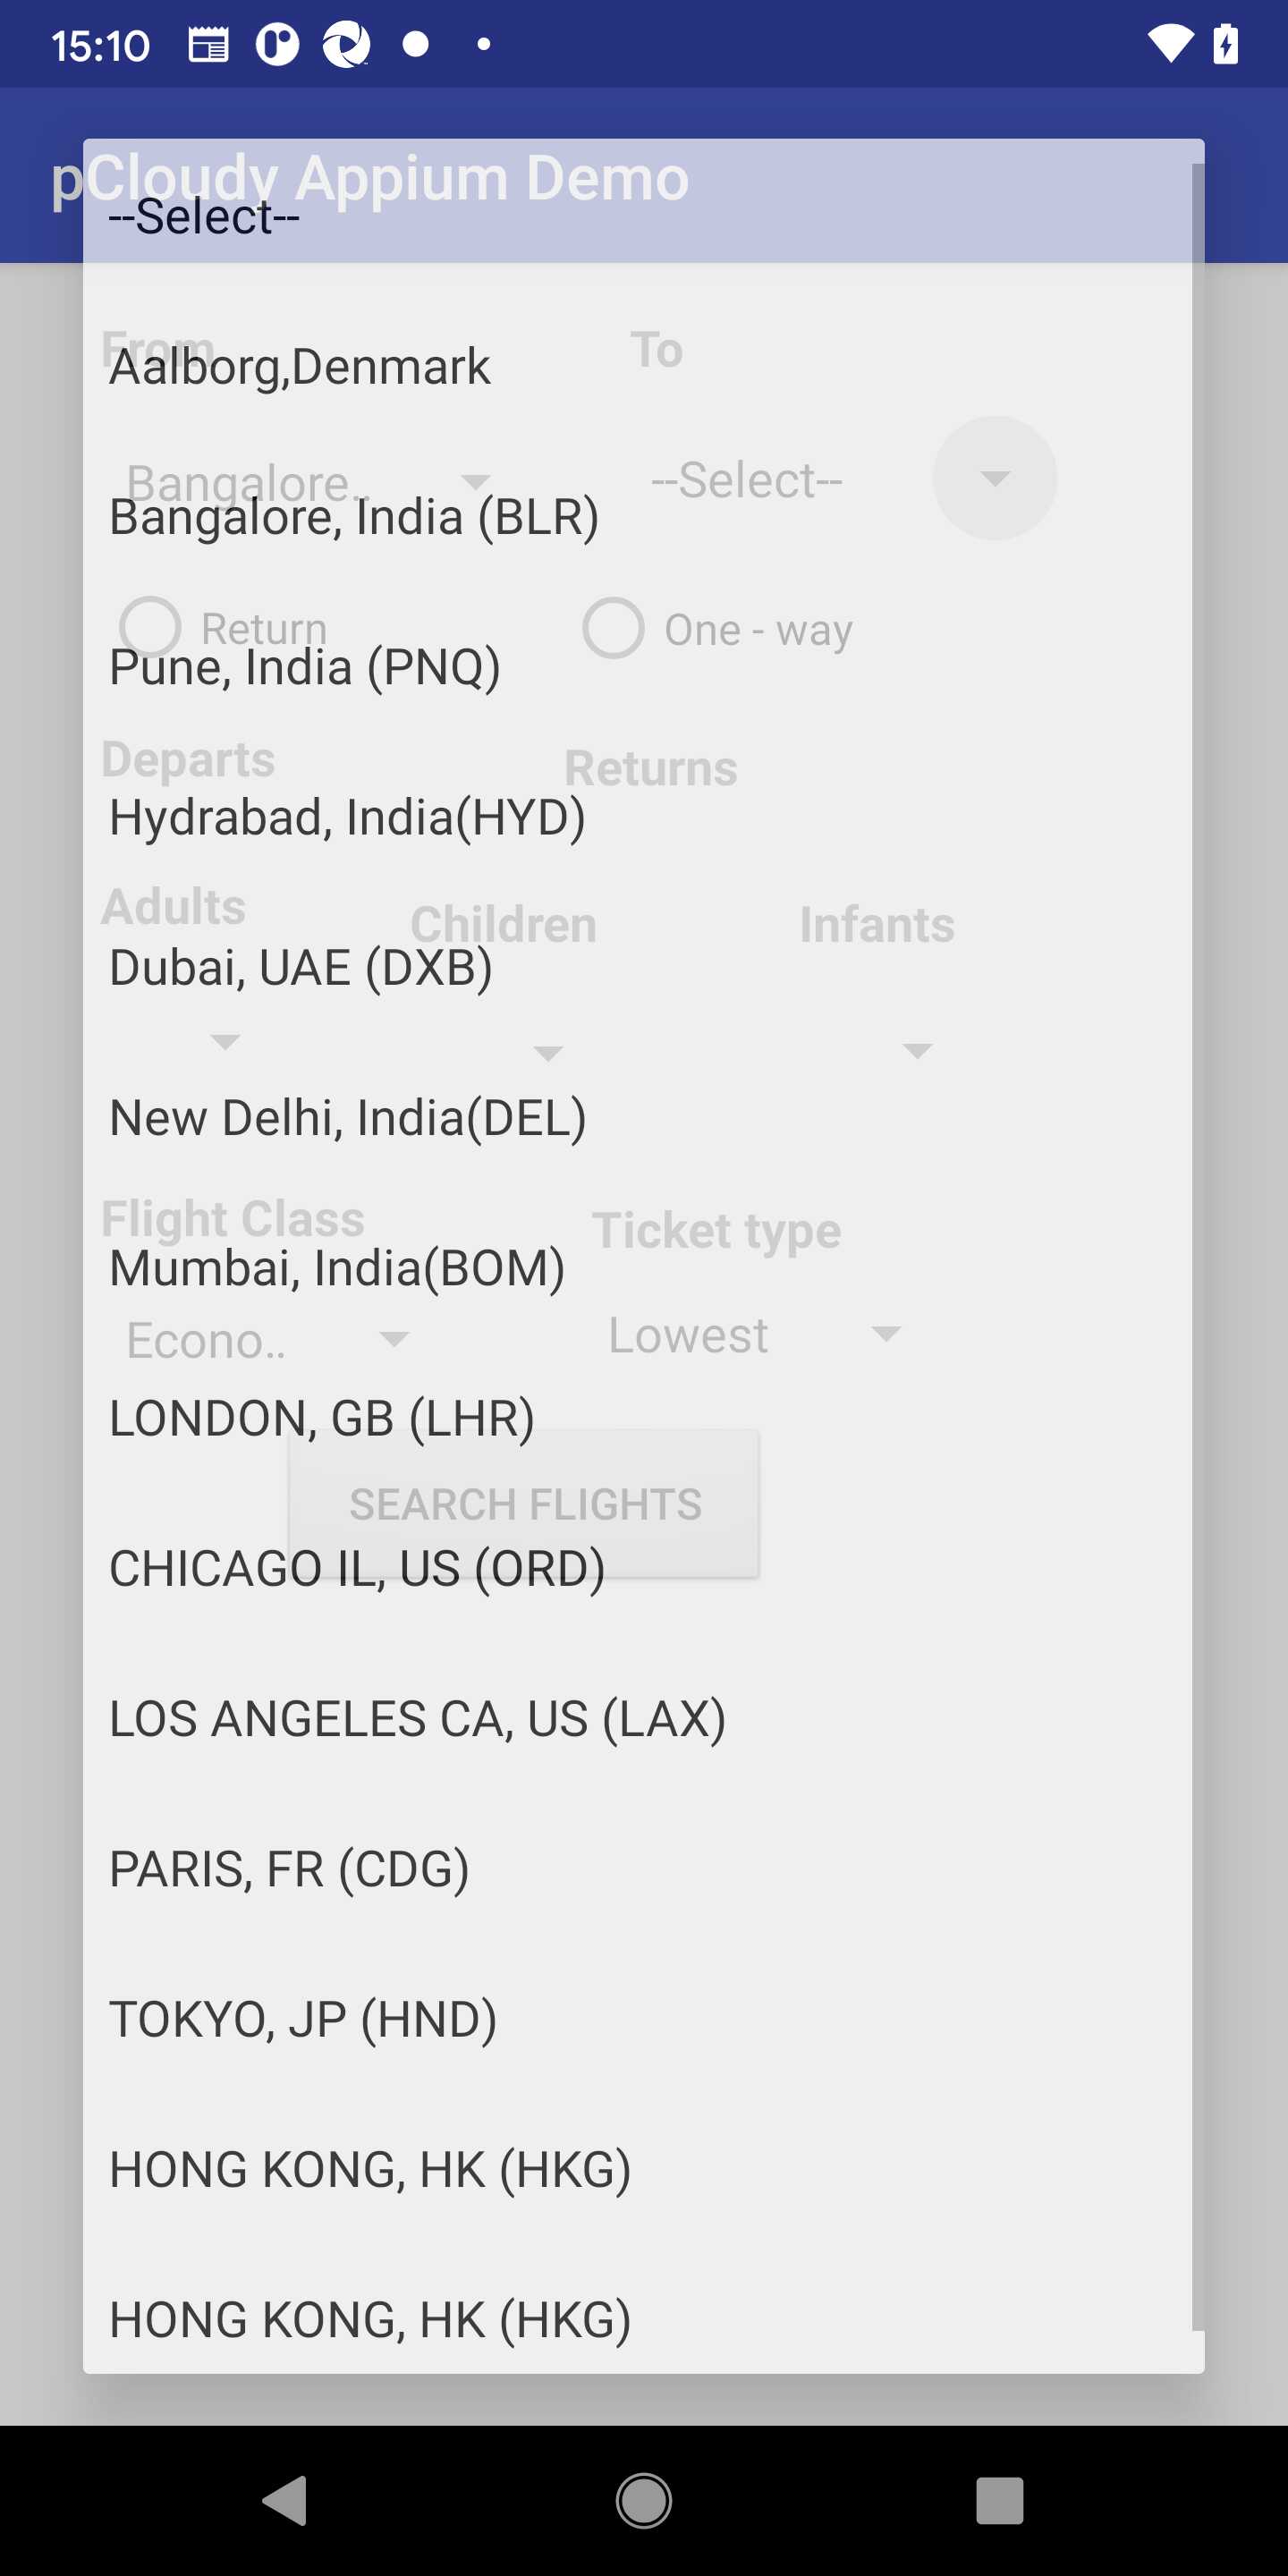 15:10
pCloudy Appium Demo
--Select--
From
To
Aalborg,Denmark
Bangalore..
--Select--
Bangalore, India (BLR)
Return
One - way
Pune, India (PNQ)
Departs
Returns
Hydrabad, India(HYD)
Adults
Children
Infants
Dubai, UAE (DXB)
New Delhi, India(DEL)
Flight Class
Ticket type
Mumbai, India(BOM)
Econo..
Lowest
LONDON, GB (LHR)
SEARCH FLIGHTS
CHICAGO IL, US (ORD)
LOS ANGELES CA, US (LAX)
PARIS, FR (CDG)
TOKYO, JP (HND)
HONG KONG, HK (HKG)
HONG KONG, HK (HKG)